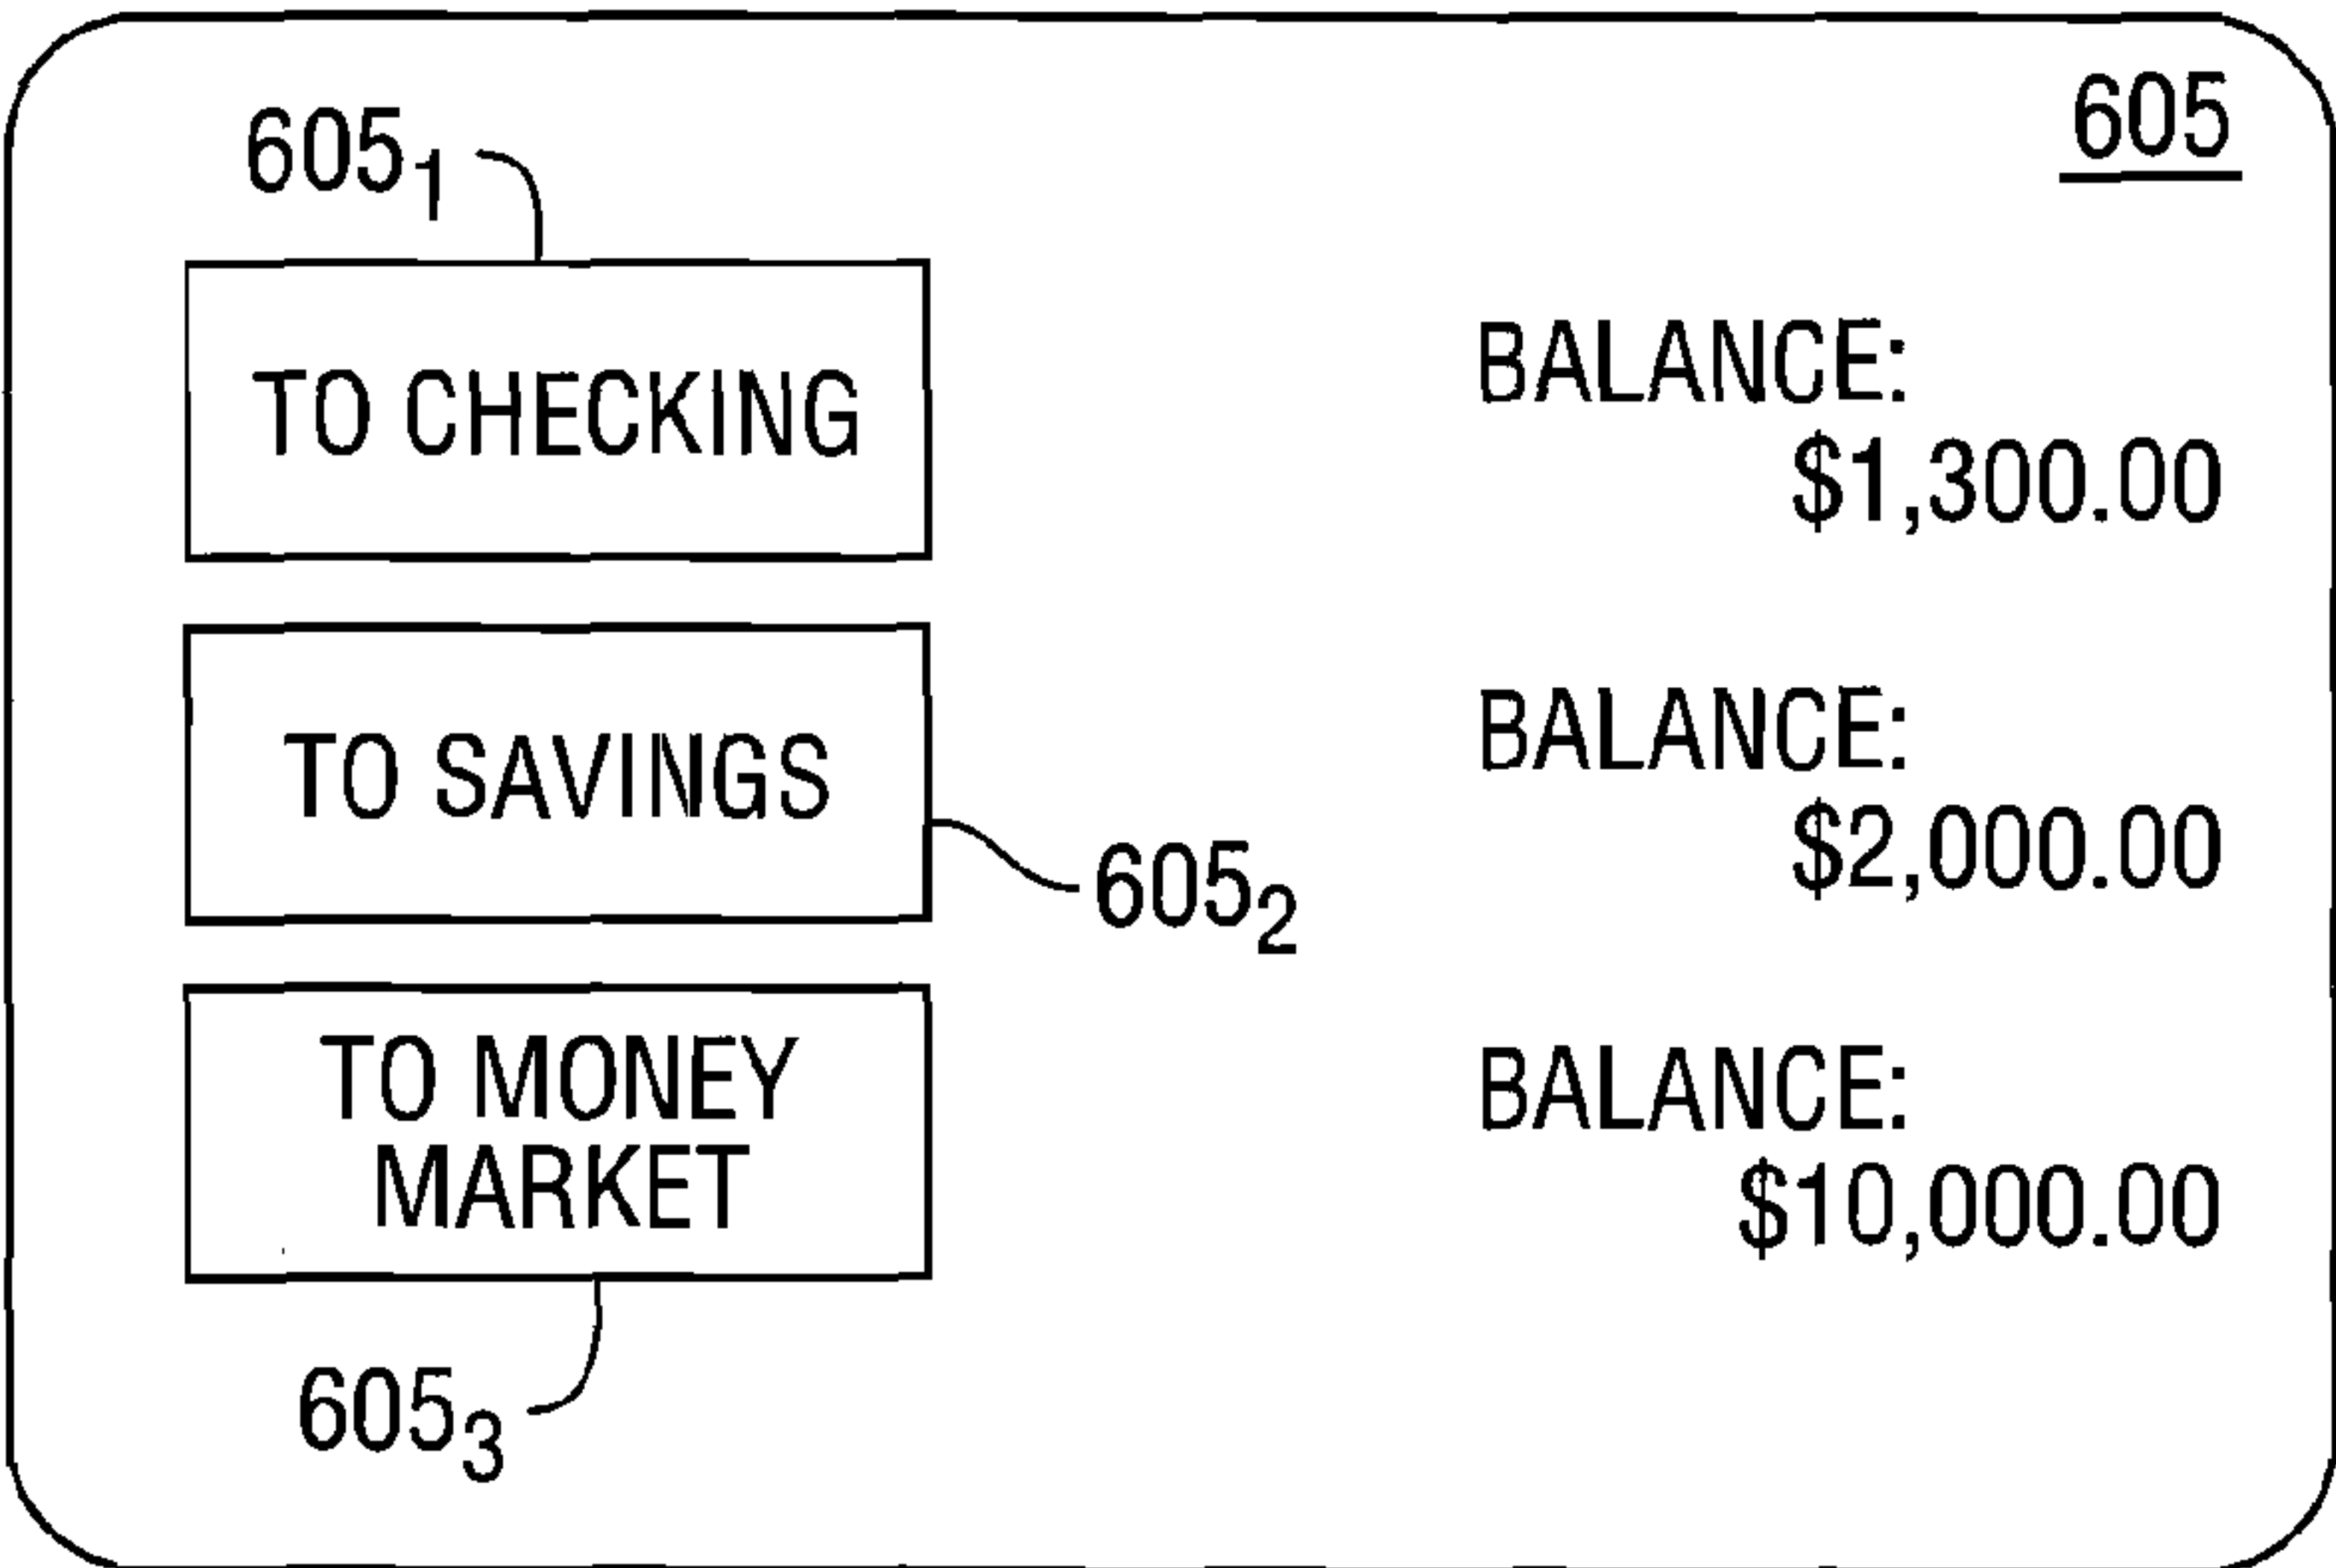 605
605₁
TO CHECKING
BALANCE:
$1,300.00
TO SAVINGS
BALANCE:
$2,000.00
605₂
TO MONEY
MARKET
BALANCE:
$10,000.00
605₃